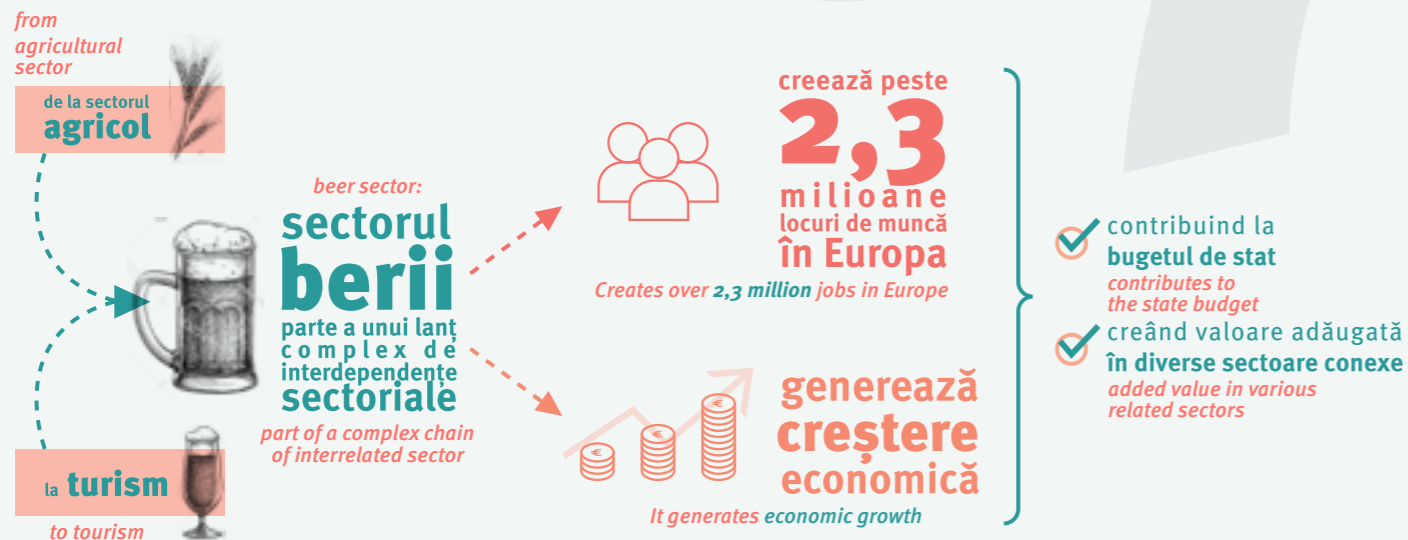 from
agricultural
sector
de la sectorul
agricol
la turism
to tourism
beer sector:
sectorul
berii
parte a unui lanț
complex de
interdependențe
sectoriale
part of a complex chain
of interrelated sector
creează peste
2,3
milioane
locuri de muncă
în Europa
Creates over 2,3 million jobs in Europe
€
€
€
generează
creștere
economică
It generates economic growth
contribuind la
bugetul de stat
contributes to
the state budget
creând valoare adăugată
în diverse sectoare conexe
added value in various
related sectors